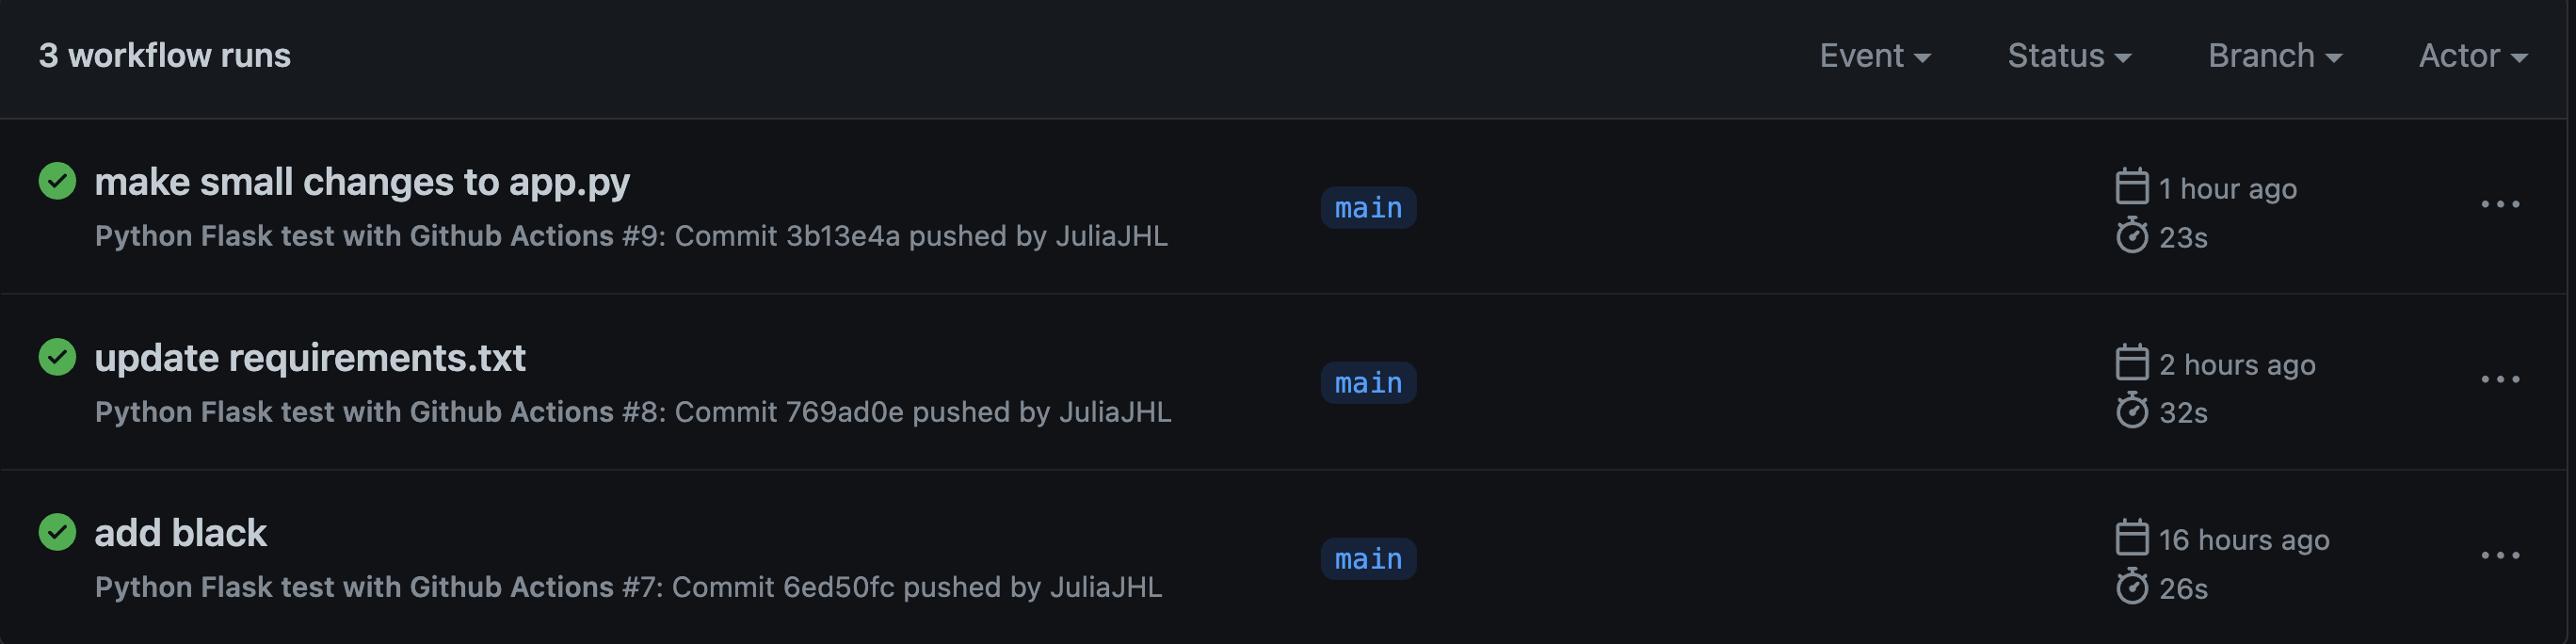 3 workflow runs Event Status Branch Actor
make small changes to app.py
Python Flask test with Github Actions #9: Commit 3b13e4a pushed by JuliaJHL
main
1 hour ago
23s
update requirements.txt
Python Flask test with Github Actions #8: Commit 769ad0e pushed by JuliaJHL
main
2 hours ago
32s
add black
Python Flask test with Github Actions #7: Commit 6ed50fc pushed by JuliaJHL
main
16 hours ago
26s